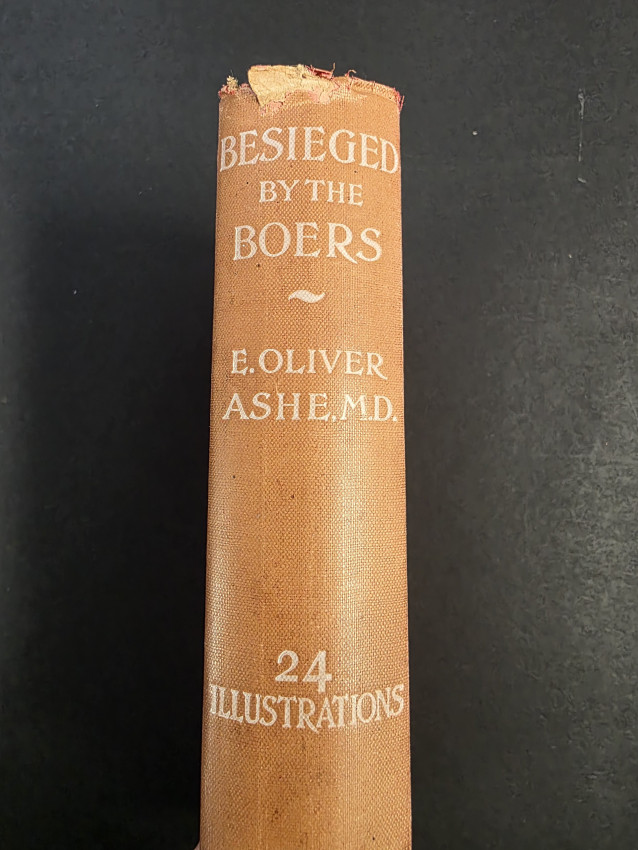 BESIEGED
BY THE
BOERS
E. OLIVER
ASHE, M.D.
24
ILLUSTRATIONS